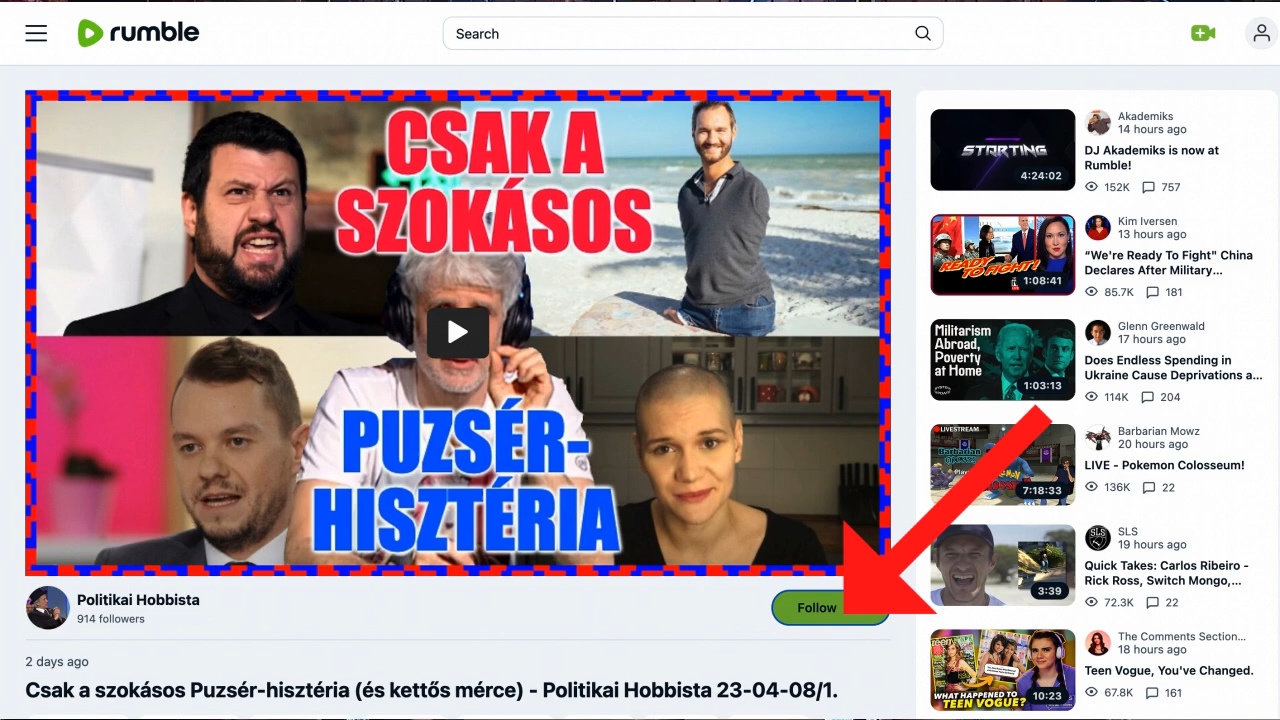 rumble
Search
CSAK A
SZOKÁSOS
PUZSÉR-
HISZTÉRIA
Politikai Hobbista
914 followers
Follow
2 days ago
Csak a szokásos Puzsér-hisztéria (és kettős mérce) - Politikai Hobbista 23-04-08/1.
STARTING
4:24:02
Akademiks
14 hours ago
DJ Akademiks is now at
Rumble!
152K
757
READY
TO FIGHT!
1:08:41
Kim Iversen
13 hours ago
“We're Ready To Fight" China
Declares After Military...
85.7K
181
Militarism
Abroad,
Poverty
at Home
1:03:13
Glenn Greenwald
17 hours ago
Does Endless Spending in
Ukraine Cause Deprivations a...
114K
204
LIVESTREAM
Barbarian
7:18:33
Barbarian Mowz
20 hours ago
LIVE - Pokemon Colosseum!
136K
22
3:39
SLS
SLS
19 hours ago
Quick Takes: Carlos Ribeiro -
Rick Ross, Switch Mongo,...
72.3K
22
WHAT HAPPENED TO
TEEN VOGUE?
10:23
The Comments Section...
18 hours ago
Teen Vogue, You've Changed.
67.8K
161